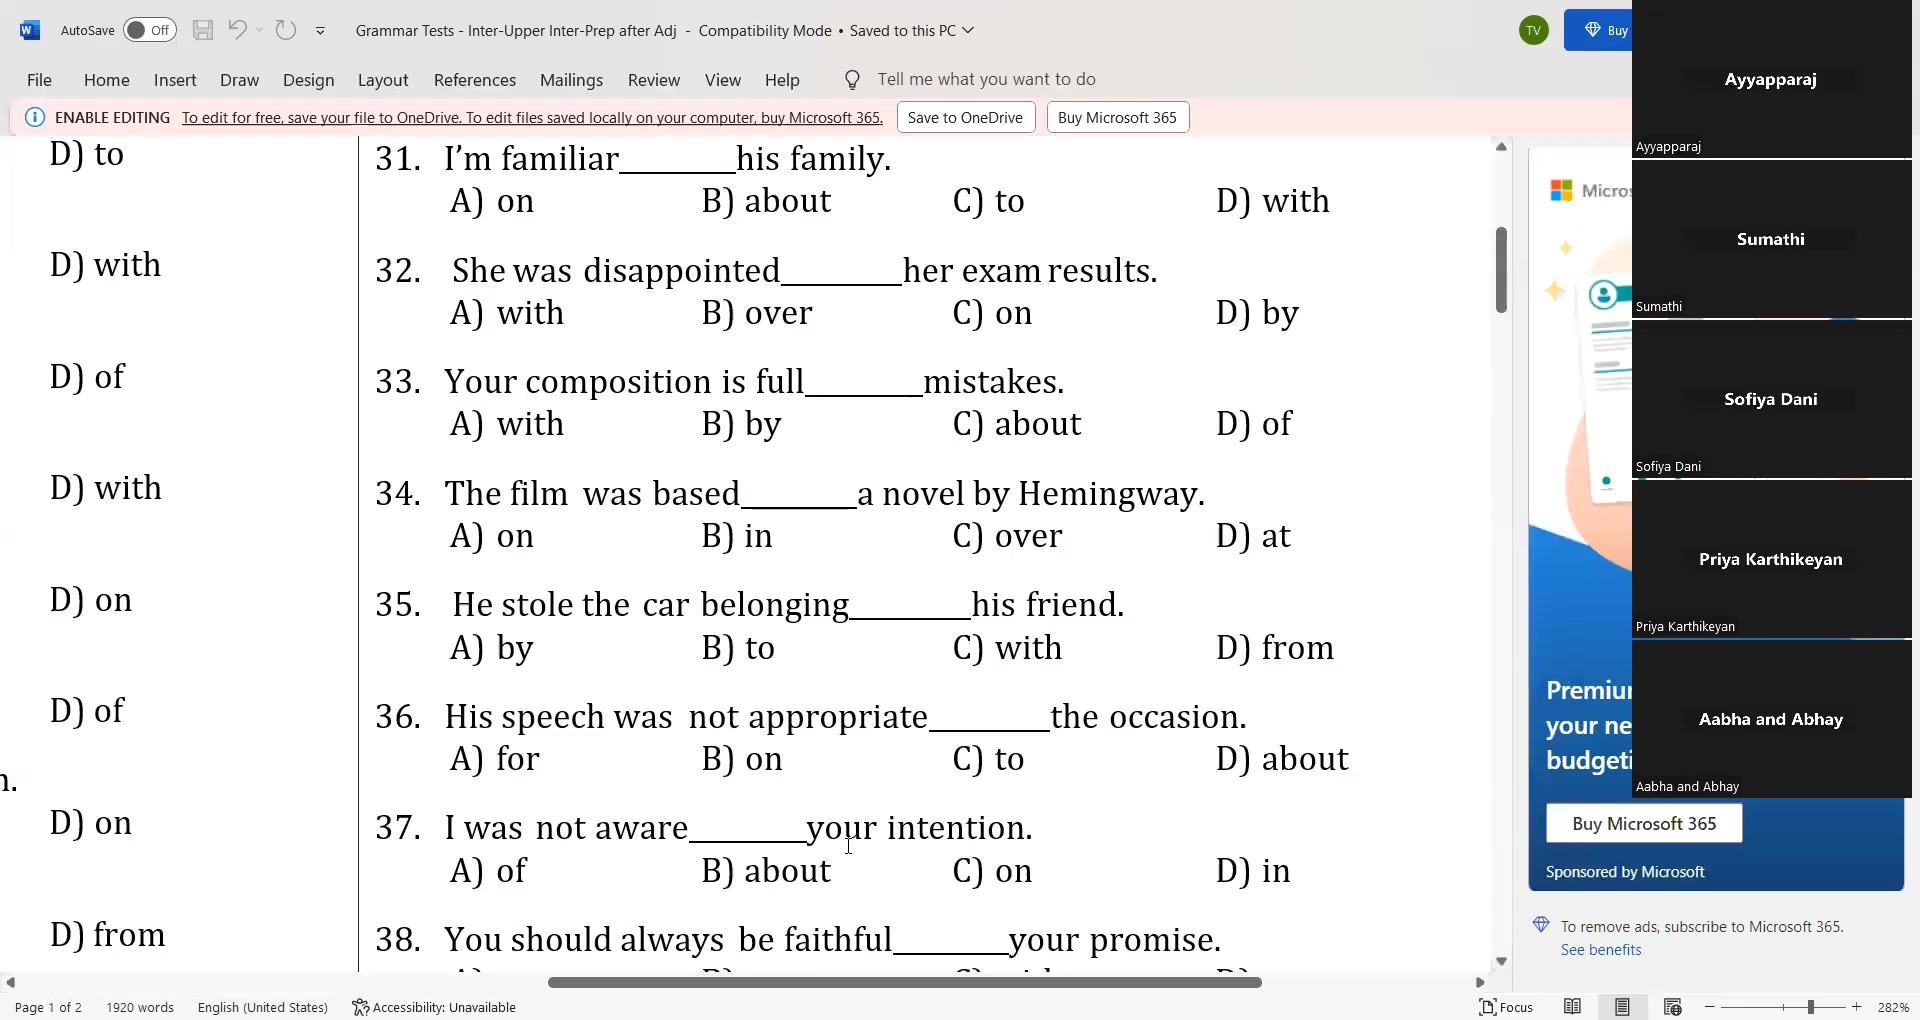 AutoSave Off Grammar Tests - Inter-Upper Inter-Prep after Adj - Compatibility Mode • Saved to this PC TV Buy
File Home Insert Draw Design Layout References Mailings Review View Help Tell me what you want to do
ENABLE EDITING To edit for free, save your file to OneDrive. To edit files saved locally on your computer, buy Microsoft 365. Save to OneDrive Buy Microsoft 365
D) to
D) with
D) of
D) with
D) on
D) of
n.
D) on
D) from
31. I’m familiar________his family.
A) on B) about C) to D) with
32. She was disappointed________her exam results.
A) with B) over C) on D) by
33. Your composition is full________mistakes.
A) with B) by C) about D) of
34. The film was based________a novel by Hemingway.
A) on B) in C) over D) at
35. He stole the car belonging________his friend.
A) by B) to C) with D) from
36. His speech was not appropriate________the occasion.
A) for B) on C) to D) about
37. I was not aware________your intention.
A) of B) about C) on D) in
38. You should always be faithful________your promise.
Micros
Premiu
your ne
budgeti
Buy Microsoft 365
Sponsored by Microsoft
To remove ads, subscribe to Microsoft 365.
See benefits
Ayyapparaj
Ayyapparaj
Sumathi
Sumathi
Sofiya Dani
Sofiya Dani
Priya Karthikeyan
Priya Karthikeyan
Aabha and Abhay
Aabha and Abhay
Page 1 of 2 1920 words English (United States) Accessibility: Unavailable Focus 282%